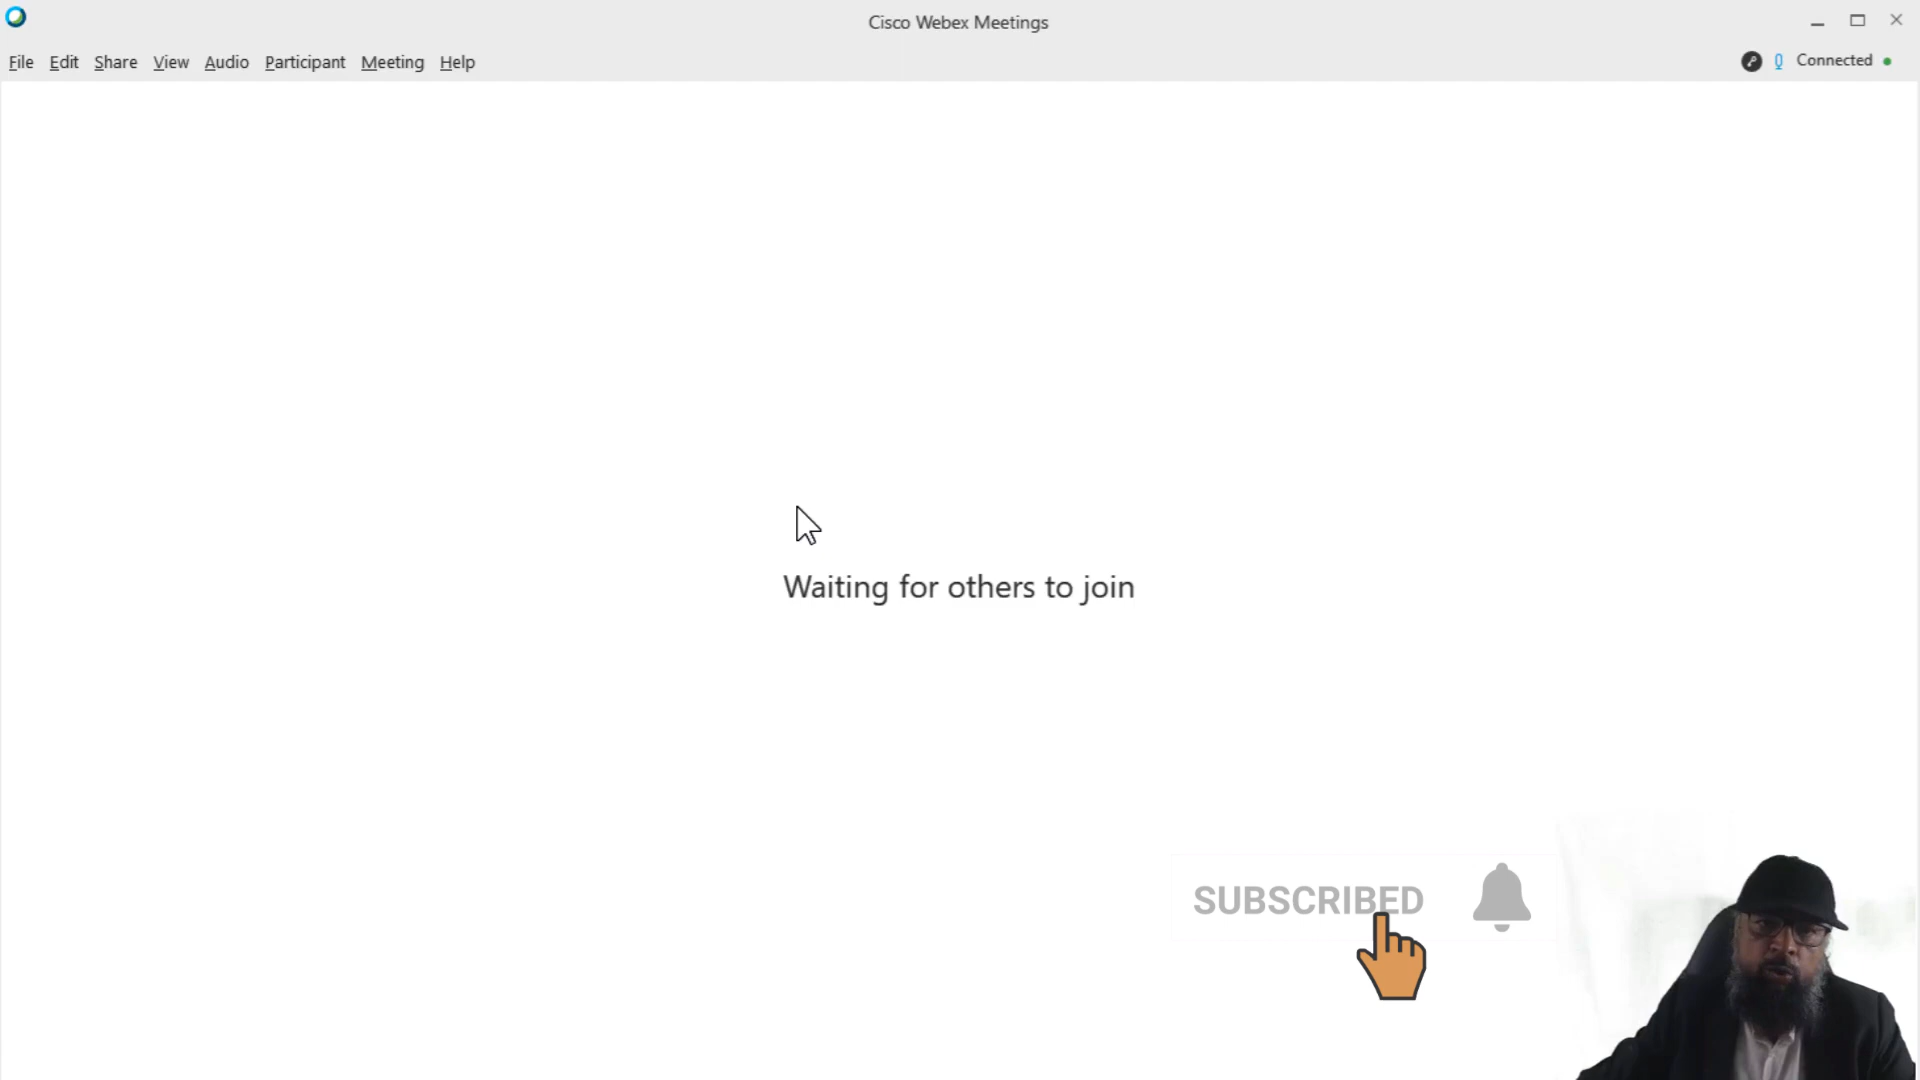 Cisco Webex Meetings
File Edit Share View Audio Participant Meeting Help
Connected
Waiting for others to join
SUBSCRIBED